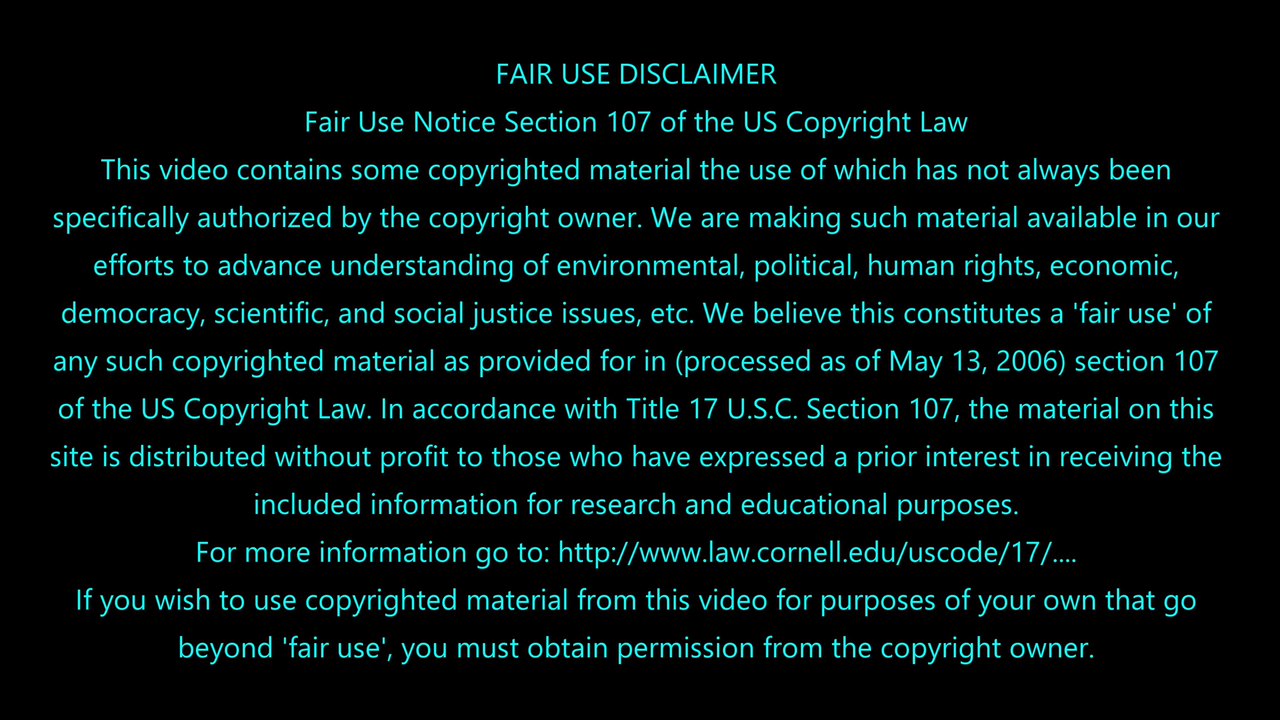 FAIR USE DISCLAIMER
Fair Use Notice Section 107 of the US Copyright Law
This video contains some copyrighted material the use of which has not always been
specifically authorized by the copyright owner. We are making such material available in our
efforts to advance understanding of environmental, political, human rights, economic,
democracy, scientific, and social justice issues, etc. We believe this constitutes a 'fair use' of
any such copyrighted material as provided for in (processed as of May 13, 2006) section 107
of the US Copyright Law. In accordance with Title 17 U.S.C. Section 107, the material on this
site is distributed without profit to those who have expressed a prior interest in receiving the
included information for research and educational purposes.
For more information go to: http://www.law.cornell.edu/uscode/17/....
If you wish to use copyrighted material from this video for purposes of your own that go
beyond 'fair use', you must obtain permission from the copyright owner.